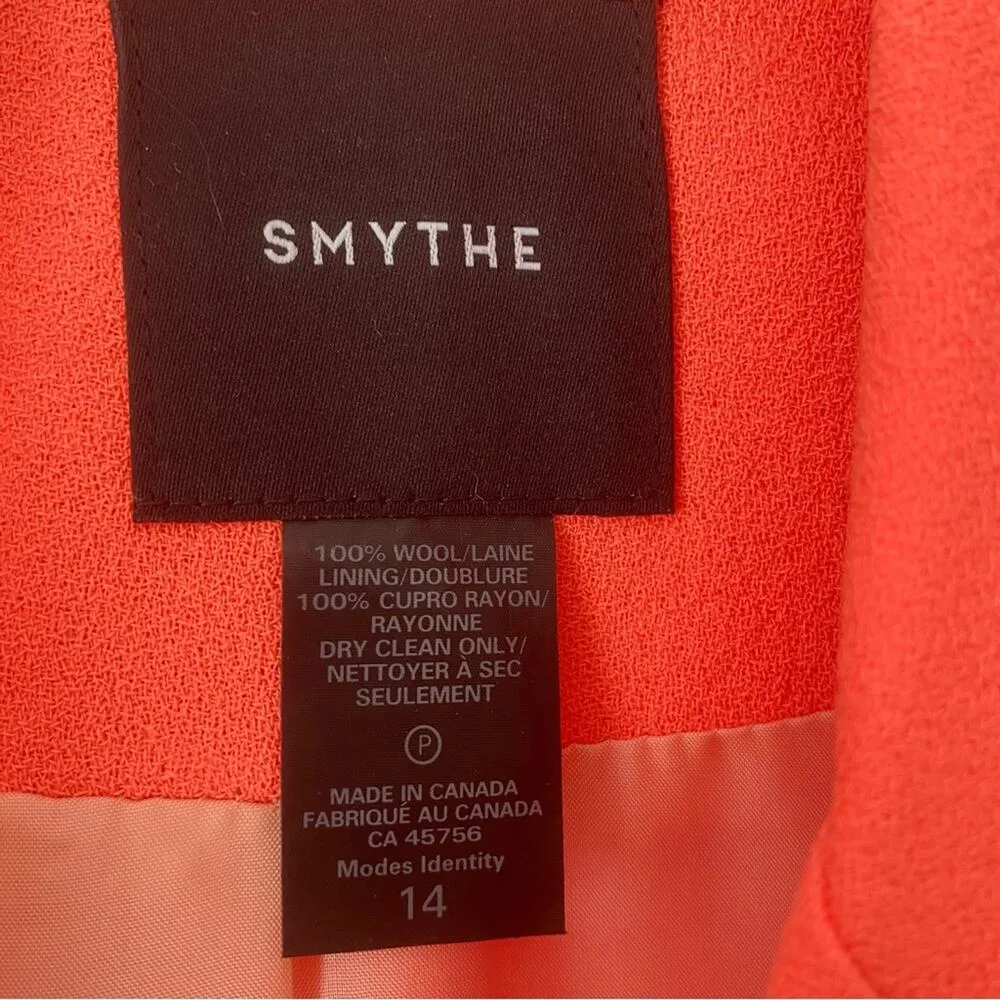 SMYTHE
100% WOOL/LAINE
LINING/DOUBLURE
100% CUPRO RAYON/
RAYONNE
DRY CLEAN ONLY/
NETTOYER À SEC
SEULEMENT
P
MADE IN CANADA
FABRIQUÉ AU CANADA
CA 45756
Modes Identity
14